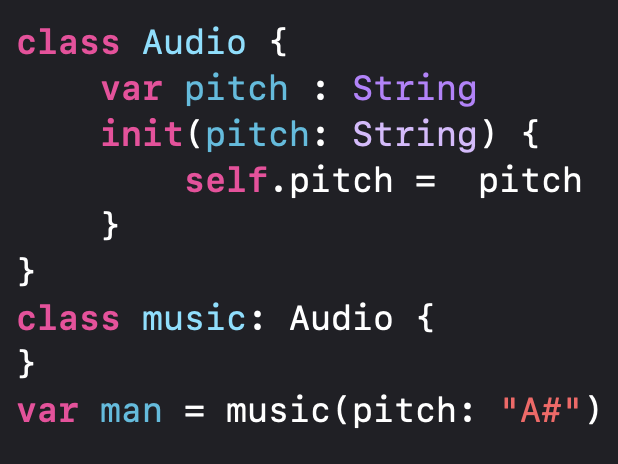 class Audio {
    var pitch : String
    init(pitch: String) {
        self.pitch =  pitch
    }
}
class music: Audio {
}
var man = music(pitch: "A#")